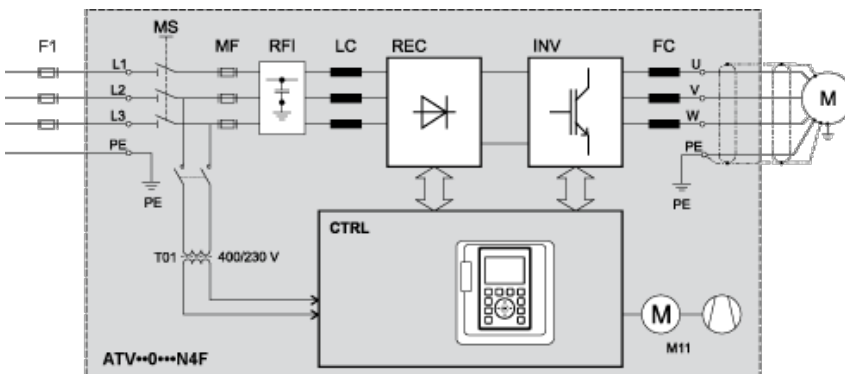 F1 MS MF RFI LC REC INV FC
L1 U
L2 V M
L3 W
PE PE
PE PE
CTRL
T01 400/230 V
M
M11
ATV••0•••N4F